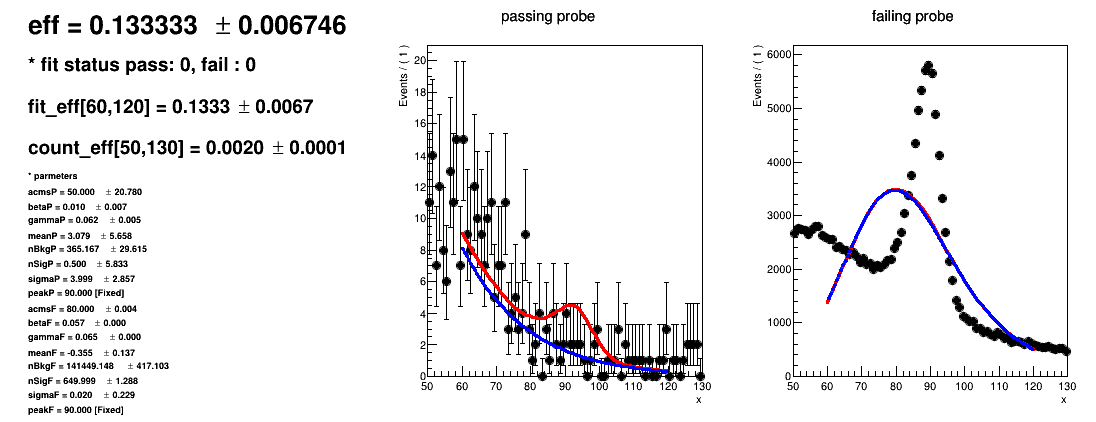 eff = 0.133333 ± 0.006746
* fit status pass: 0, fail : 0
fit_eff[60,120] = 0.1333 ± 0.0067
count_eff[50,130] = 0.0020 ± 0.0001
* parmeters
acmsP = 50.000 ± 20.780
betaP = 0.010 ± 0.007
gammaP = 0.062 ± 0.005
meanP = 3.079 ± 5.658
nBkgP = 365.167 ± 29.615
nSigP = 0.500 ± 5.833
sigmaP = 3.999 ± 2.857
peakP = 90.000 [Fixed]
acmsF = 80.000 ± 0.004
betaF = 0.057 ± 0.000
gammaF = 0.065 ± 0.000
meanF = -0.355 ± 0.137
nBkgF = 141449.148 ± 417.103
nSigF = 649.999 ± 1.288
sigmaF = 0.020 ± 0.229
peakF = 90.000 [Fixed]
passing probe
Events / ( 1 )
20
18
16
14
12
10
8
6
4
2
0
50 60 70 80 90 100 110 120 130
x
failing probe
Events / ( 1 )
6000
5000
4000
3000
2000
1000
0
50 60 70 80 90 100 110 120 130
x